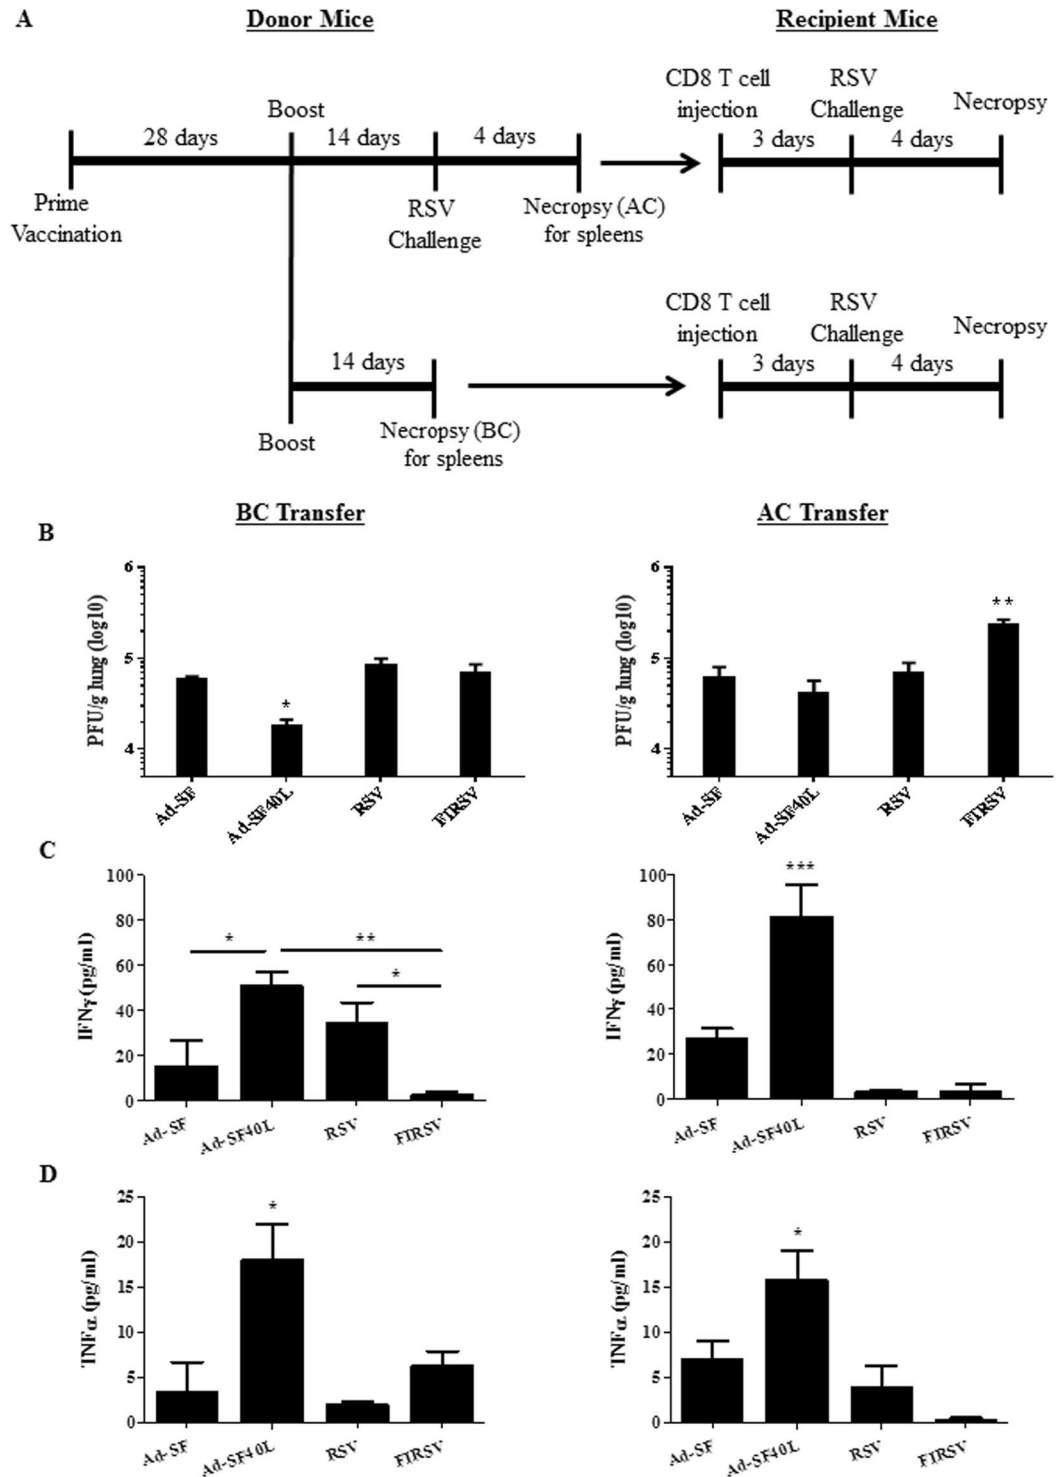 A
Donor Mice
Recipient Mice
CD8 T cell
injection
RSV
Challenge
Necropsy
Boost
28 days
14 days
4 days
3 days
4 days
Prime
Vaccination
RSV
Challenge
Necropsy (AC)
for spleens
CD8 T cell
injection
RSV
Challenge
Necropsy
14 days
3 days
4 days
Boost
Necropsy (BC)
for spleens
BC Transfer
AC Transfer
B
PFU/g lung (log10)
6
5
4
*
Ad-SF
Ad-SF40L
RSV
FIRSV
PFU/g lung (log10)
6
5
4
**
Ad-SF
Ad-SF40L
RSV
FIRSV
C
IFNγ (pg/ml)
100
80
60
40
20
0
*
**
*
Ad-SF
Ad-SF40L
RSV
FIRSV
IFNγ (pg/ml)
100
80
60
40
20
0
***
Ad-SF
Ad-SF40L
RSV
FIRSV
D
TNFα (pg/ml)
25
20
15
10
5
0
*
Ad-SF
Ad-SF40L
RSV
FIRSV
TNFα (pg/ml)
25
20
15
10
5
0
*
Ad-SF
Ad-SF40L
RSV
FIRSV